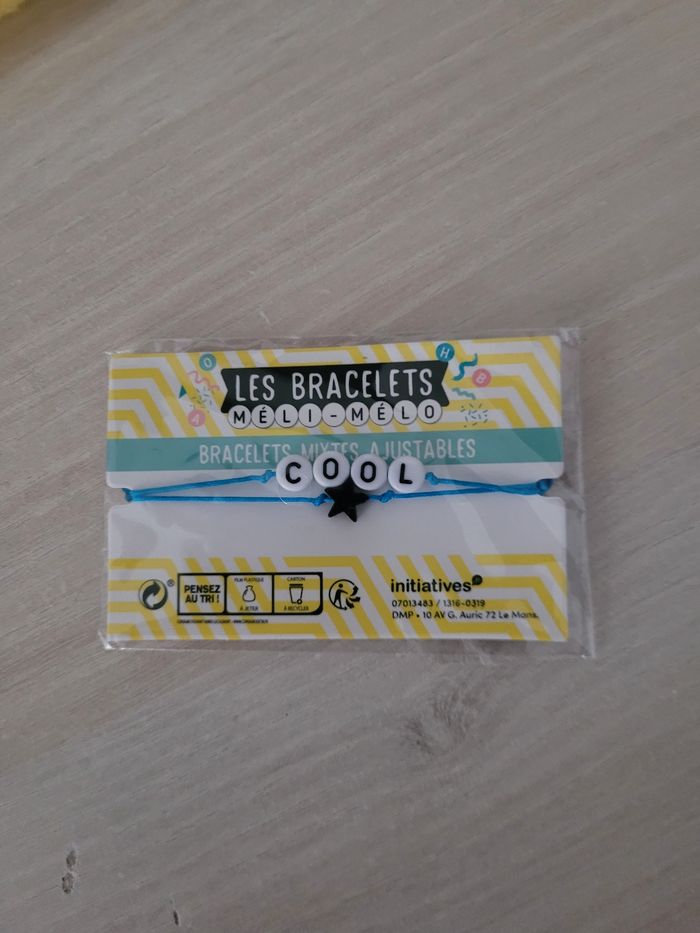 O
H
B
A
LES BRACELETS
MÉLI-MÉLO
BRACELETS MIXTES AJUSTABLES
COOL
PENSEZ
AU TRI !
FILM PLASTIQUE
À JETER
CARTON
À RECYCLER
initiatives
07013483 / 1316-0319
DMP • 10 AV G. Auric 72 Le Mans.